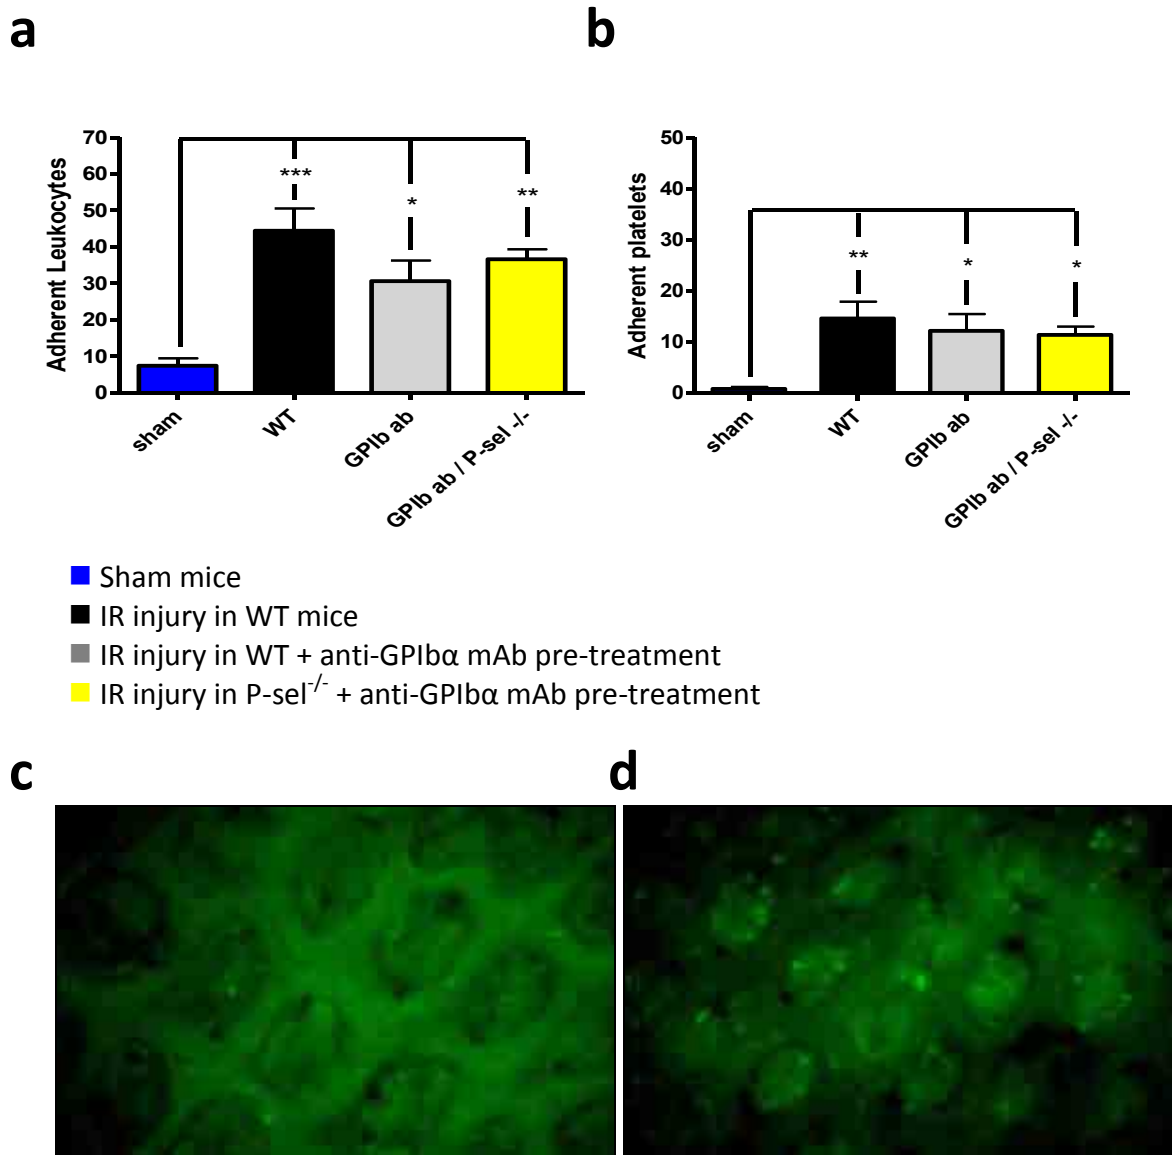 a
b
70
60
50
40
30
20
10
0
Adherent Leukocytes
***
*
**
sham
WT
GPIb ab
GPIb ab / P-sel -/-
50
40
30
20
10
0
Adherent platelets
**
*
*
sham
WT
GPIb ab
GPIb ab / P-sel -/-
Sham mice
IR injury in WT mice
IR injury in WT + anti-GPIbα mAb pre-treatment
IR injury in P-sel-/- + anti-GPIbα mAb pre-treatment
c
d